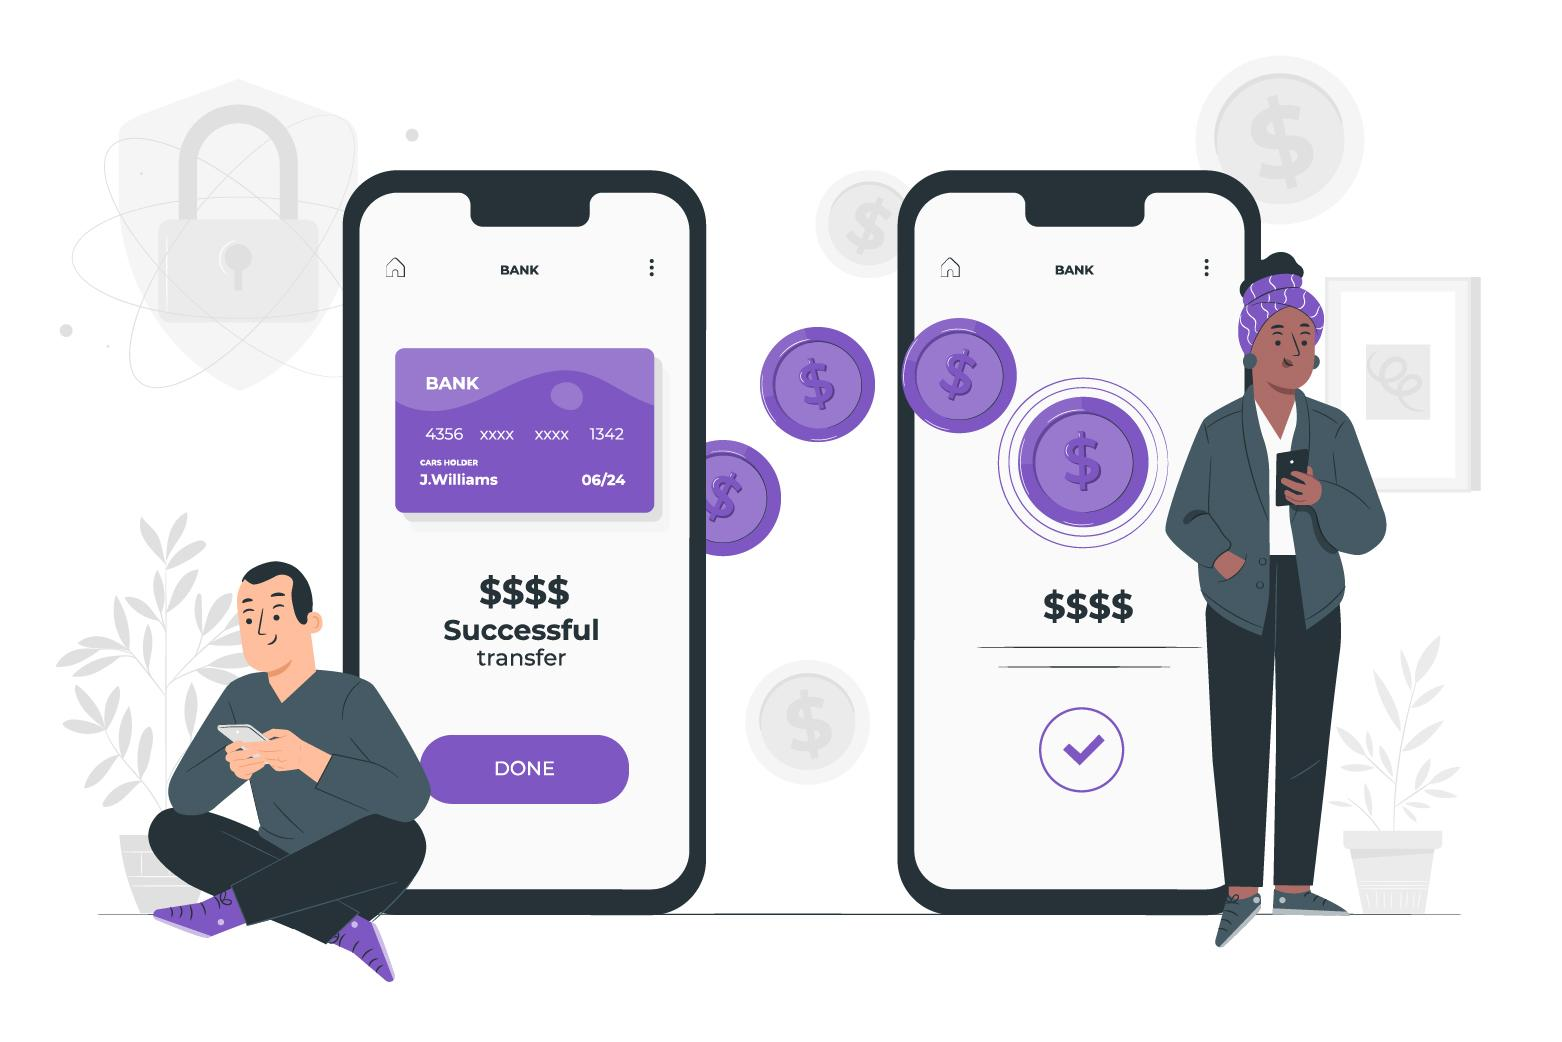 BANK
BANK
4356 xxxx xxxx 1342
CARS HOLDER
J.Williams 06/24
$$$$
Successful
transfer
DONE
$
$
$
$
$
$
$
BANK
$$$$